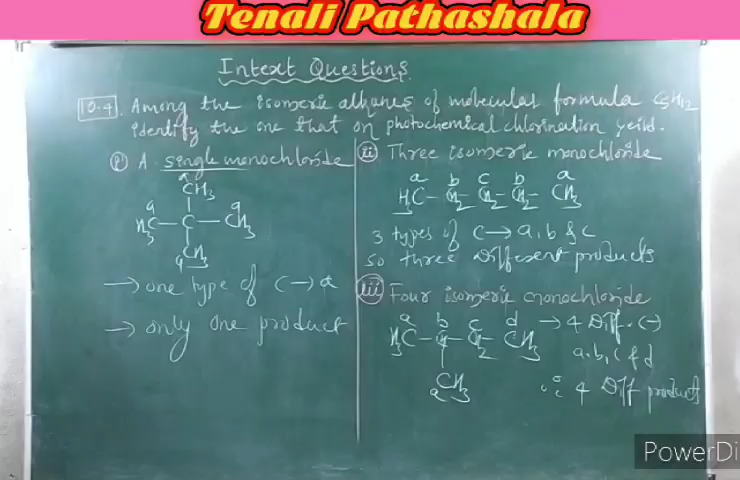 Tenali Pathashala
Intext Questions
10.4. Among the isomeric alkanes of molecular formula C5H12
identify the one that on photochemical chlorination yeild.
(i) A single monochloride
a
CH3
a a
H3C – C – CH3
CH3
a
→ one type of C → a
→ only one product
(ii) Three isomeric monochloride
a b c b a
H3C – CH2 – CH2 – CH2 – CH3
3 types of C → a, b & c
so three different products
(iii) Four isomeric monochloride
a b c d → 4 Diff. C-)
H3C – CH – CH2 – CH3
a, b, c & d
CH3
a
∴ 4 Diff products
PowerDi